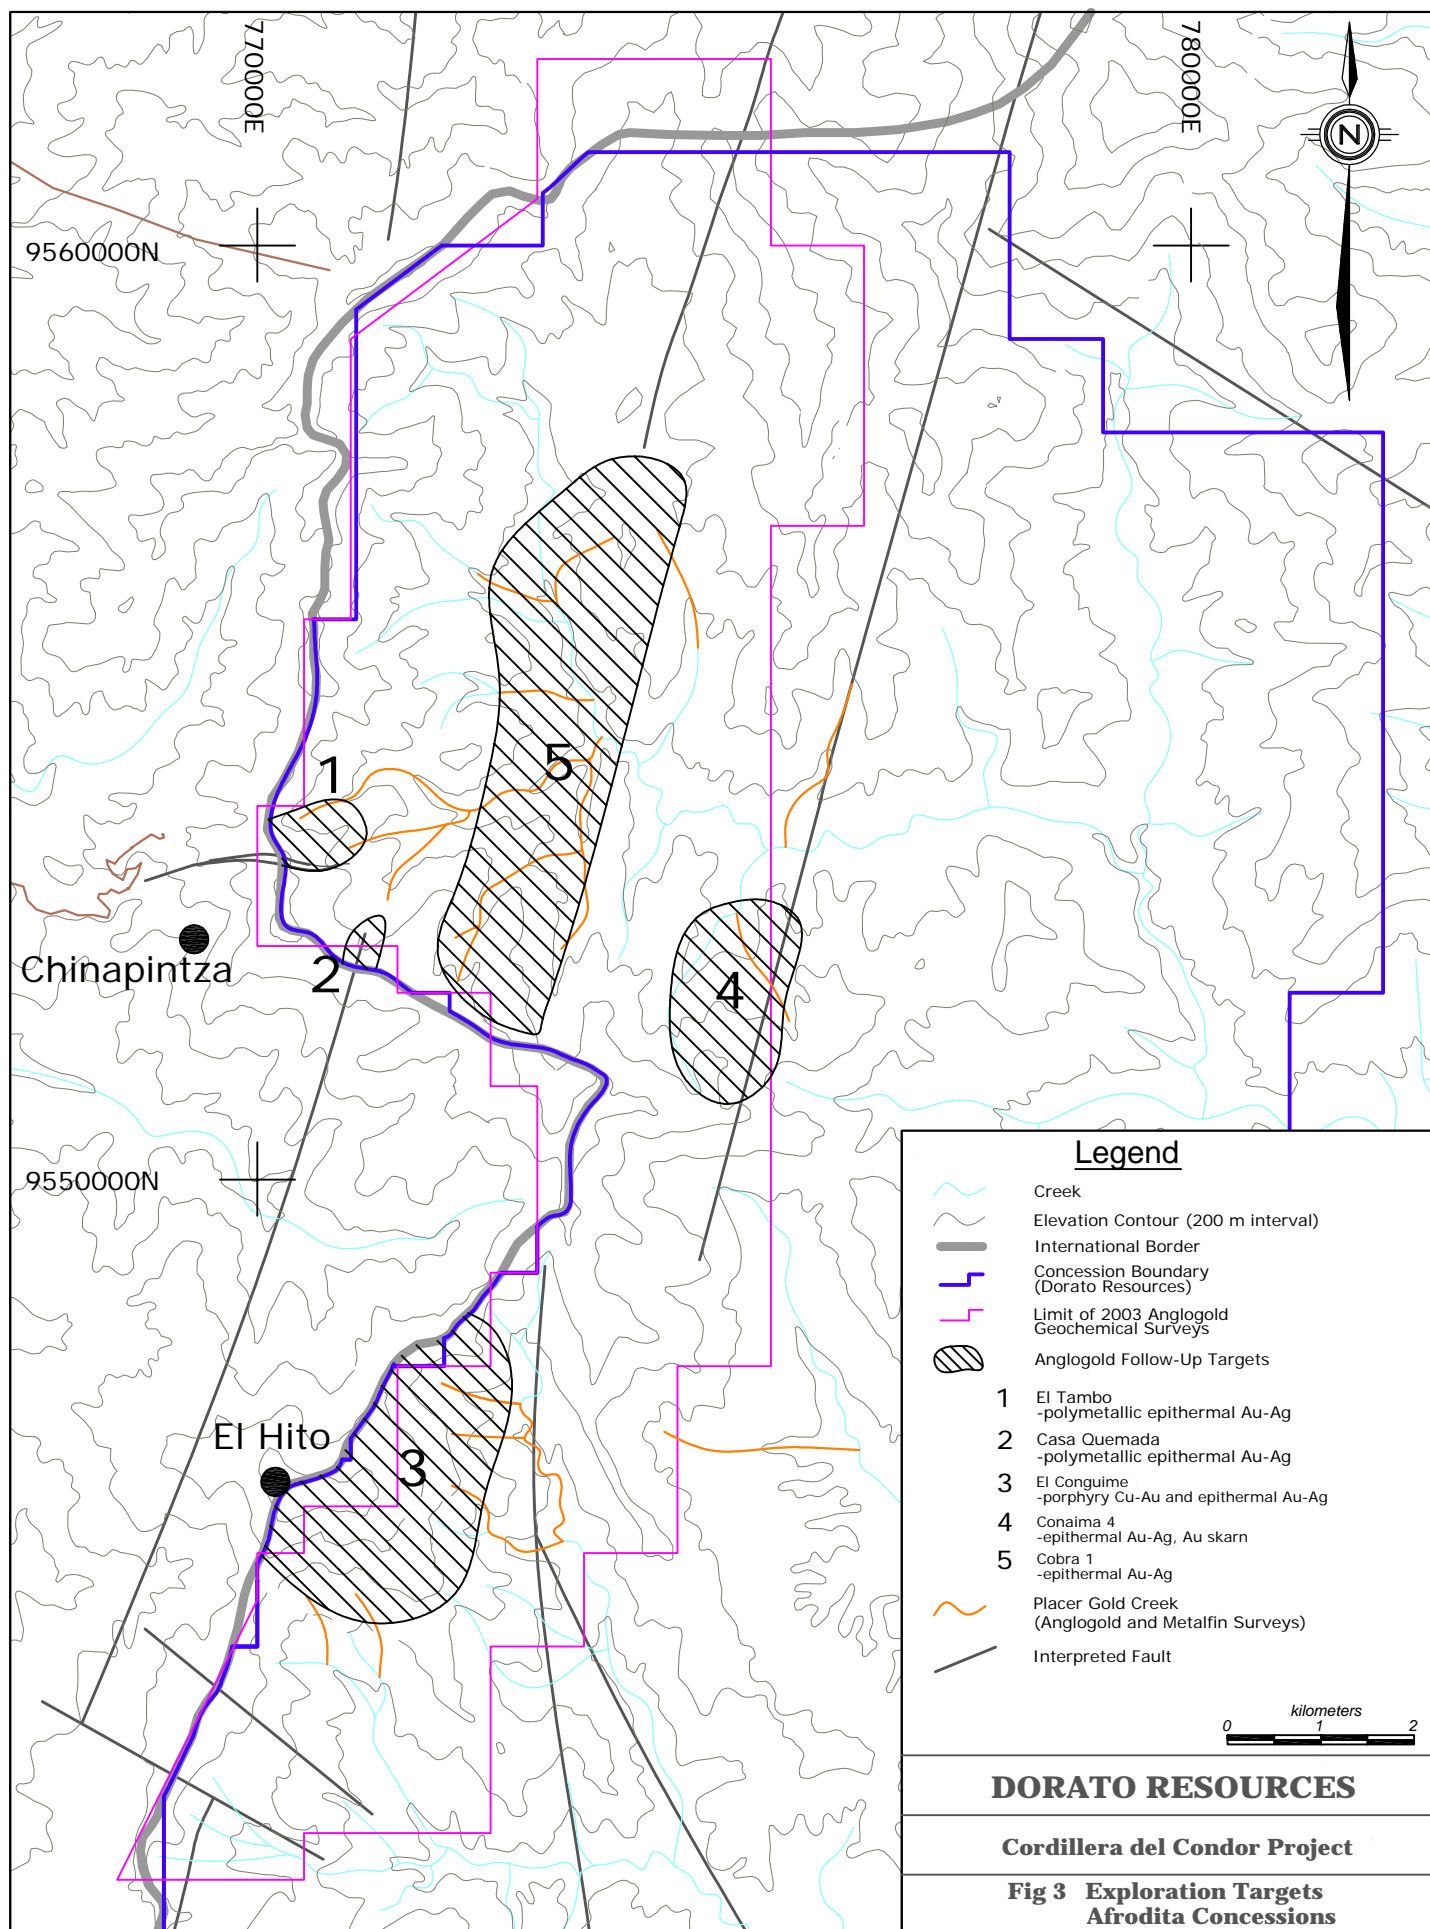 770000E
780000E
N
9560000N
1
5
2
4
Chinapintza
9550000N
El Hito
3
Legend
Creek
Elevation Contour (200 m interval)
International Border
Concession Boundary
(Dorato Resources)
Limit of 2003 Anglogold
Geochemical Surveys
Anglogold Follow-Up Targets
1 El Tambo
-polymetallic epithermal Au-Ag
2 Casa Quemada
-polymetallic epithermal Au-Ag
3 El Conguime
-porphyry Cu-Au and epithermal Au-Ag
4 Conaima 4
-epithermal Au-Ag, Au skarn
5 Cobra 1
-epithermal Au-Ag
Placer Gold Creek
(Anglogold and Metalfin Surveys)
Interpreted Fault
kilometers
0 1 2
DORATO RESOURCES
Cordillera del Condor Project
Fig 3 Exploration Targets
Afrodita Concessions